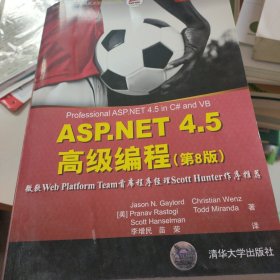 Professional ASP.NET 4.5 in C# and VB
ASP.NET 4.5
高级编程(第8版)
微软Web Platform Team首席程序经理Scott Hunter作序推荐
Jason N. Gaylord Christian Wenz
[美] Pranav Rastogi Todd Miranda 著
Scott Hanselman
李增民 苗荣 译
清华大学出版社